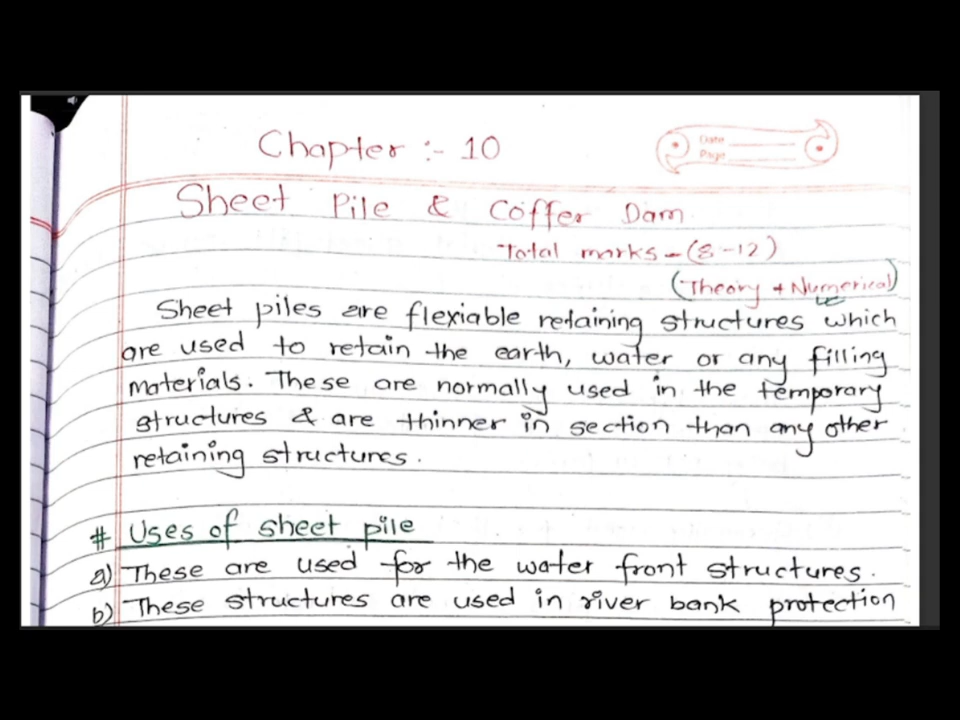 Chapter :- 10
Date
Page
Sheet Pile & Coffer Dam
Total marks - (8-12)
(Theory + Numerical)
Sheet piles are flexiable retaining structures which
are used to retain the earth, water or any filling
materials. These are normally used in the temporary
structures & are thinner in section than any other
retaining structures.
# Uses of sheet pile
a) These are used for the water front structures.
b) These structures are used in river bank protection